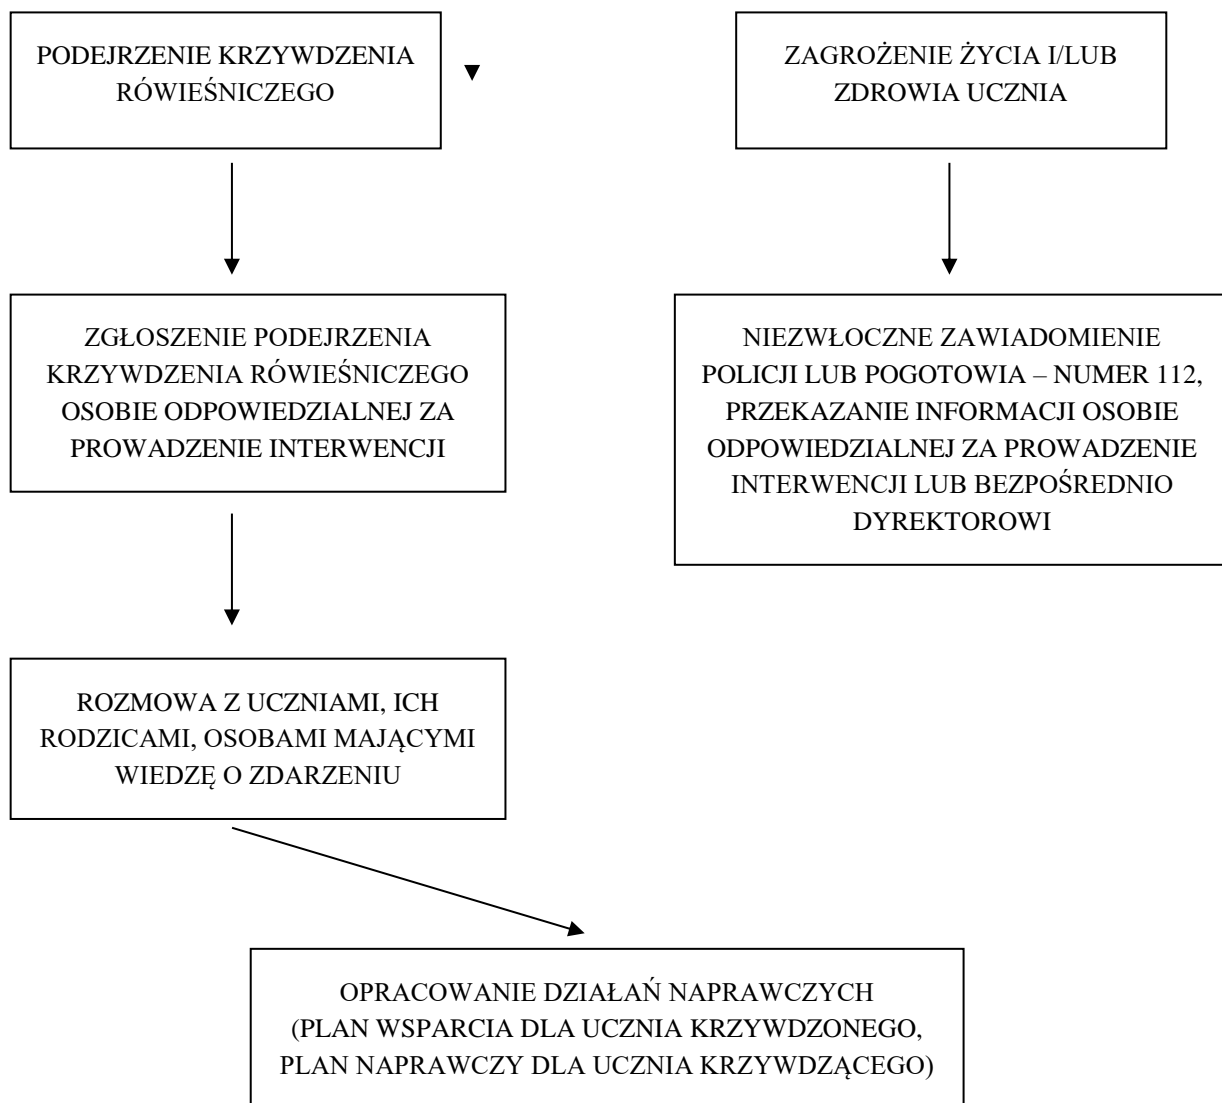 PODEJRZENIE KRZYWDZENIA
RÓWIEŚNICZEGO
ZAGROŻENIE ŻYCIA I/LUB
ZDROWIA UCZNIA
ZGŁOSZENIE PODEJRZENIA
KRZYWDZENIA RÓWIEŚNICZEGO
OSOBIE ODPOWIEDZIALNEJ ZA
PROWADZENIE INTERWENCJI
NIEZWŁOCZNE ZAWIADOMIENIE
POLICJI LUB POGOTOWIA – NUMER 112,
PRZEKAZANIE INFORMACJI OSOBIE
ODPOWIEDZIALNEJ ZA PROWADZENIE
INTERWENCJI LUB BEZPOŚREDNIO
DYREKTOROWI
ROZMOWA Z UCZNIAMI, ICH
RODZICAMI, OSOBAMI MAJĄCYMI
WIEDZĘ O ZDARZENIU
OPRACOWANIE DZIAŁAŃ NAPRAWCZYCH
(PLAN WSPARCIA DLA UCZNIA KRZYWDZONEGO,
PLAN NAPRAWCZY DLA UCZNIA KRZYWDZĄCEGO)